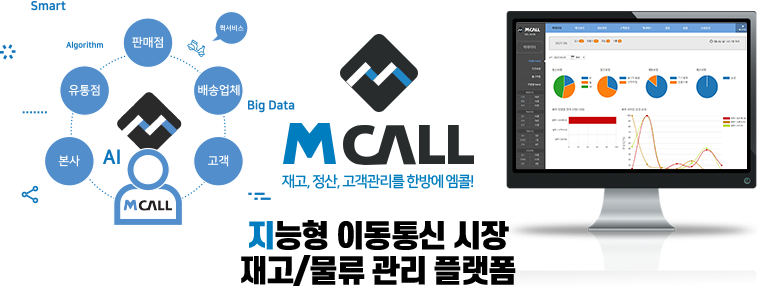 Smart
Algorithm
판매점
퀵서비스
유통점
배송업체
Big Data
본사
AI
고객
MCALL
MCALL
재고, 정산, 고객관리를 한방에 엠콜!
지능형 이동통신 시장
재고/물류 관리 플랫폼
MCALL